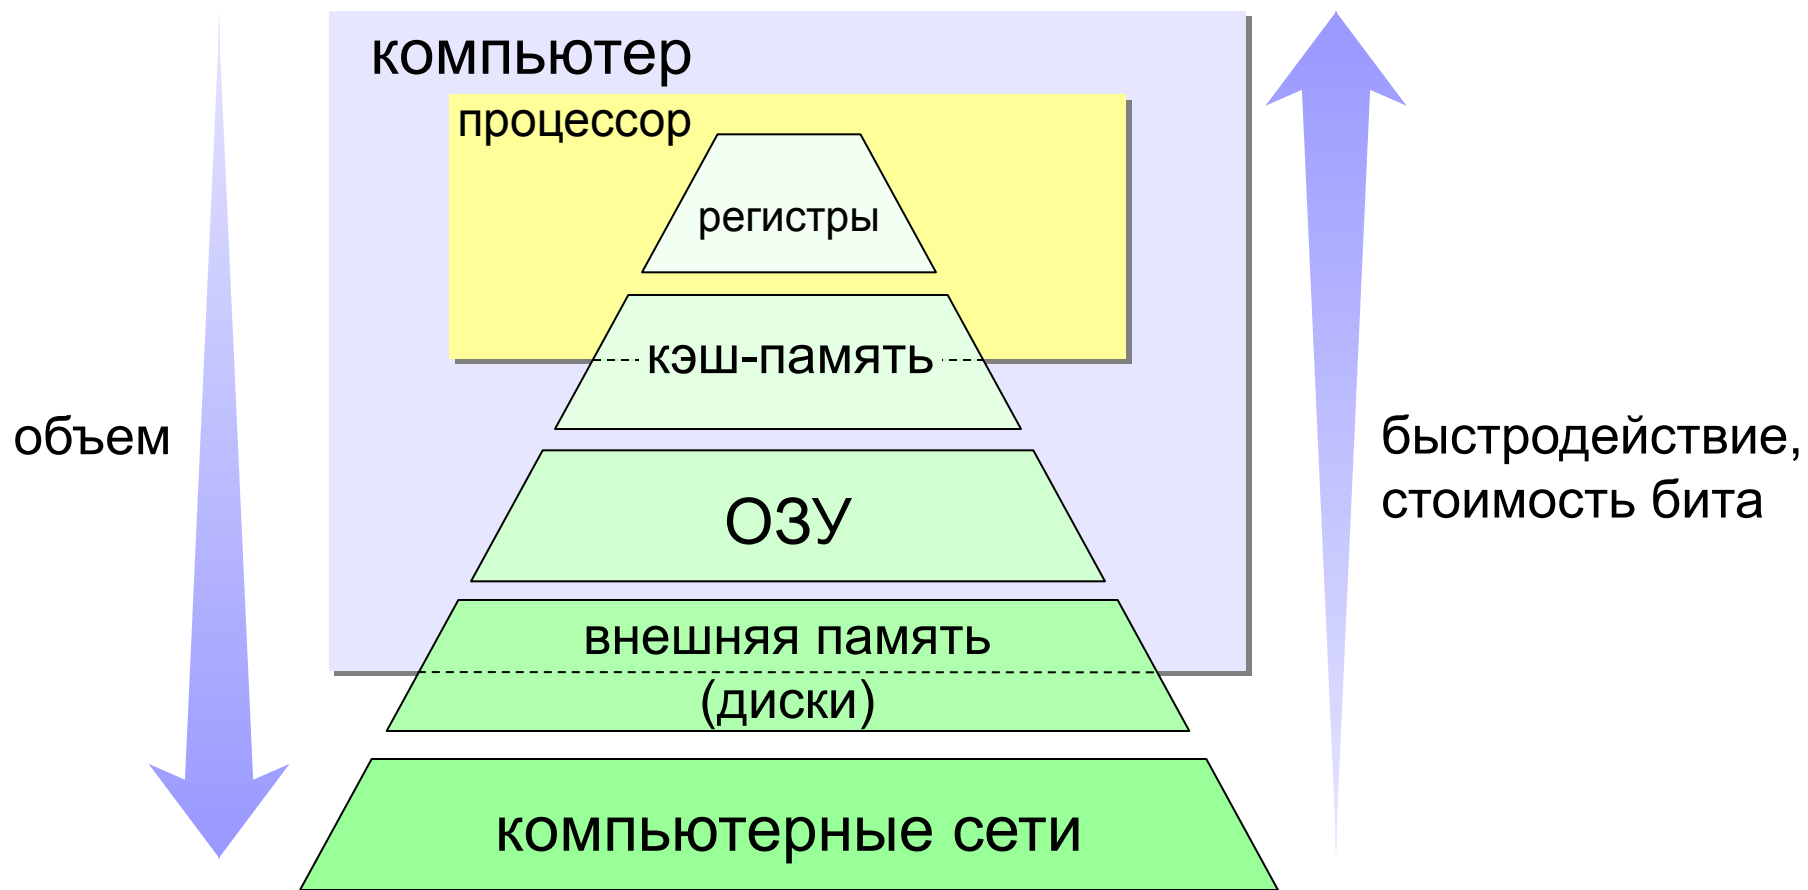 компьютер
процессор
регистры
кэш-память
объем
быстродействие,
стоимость бита
ОЗУ
внешняя память
(диски)
компьютерные сети